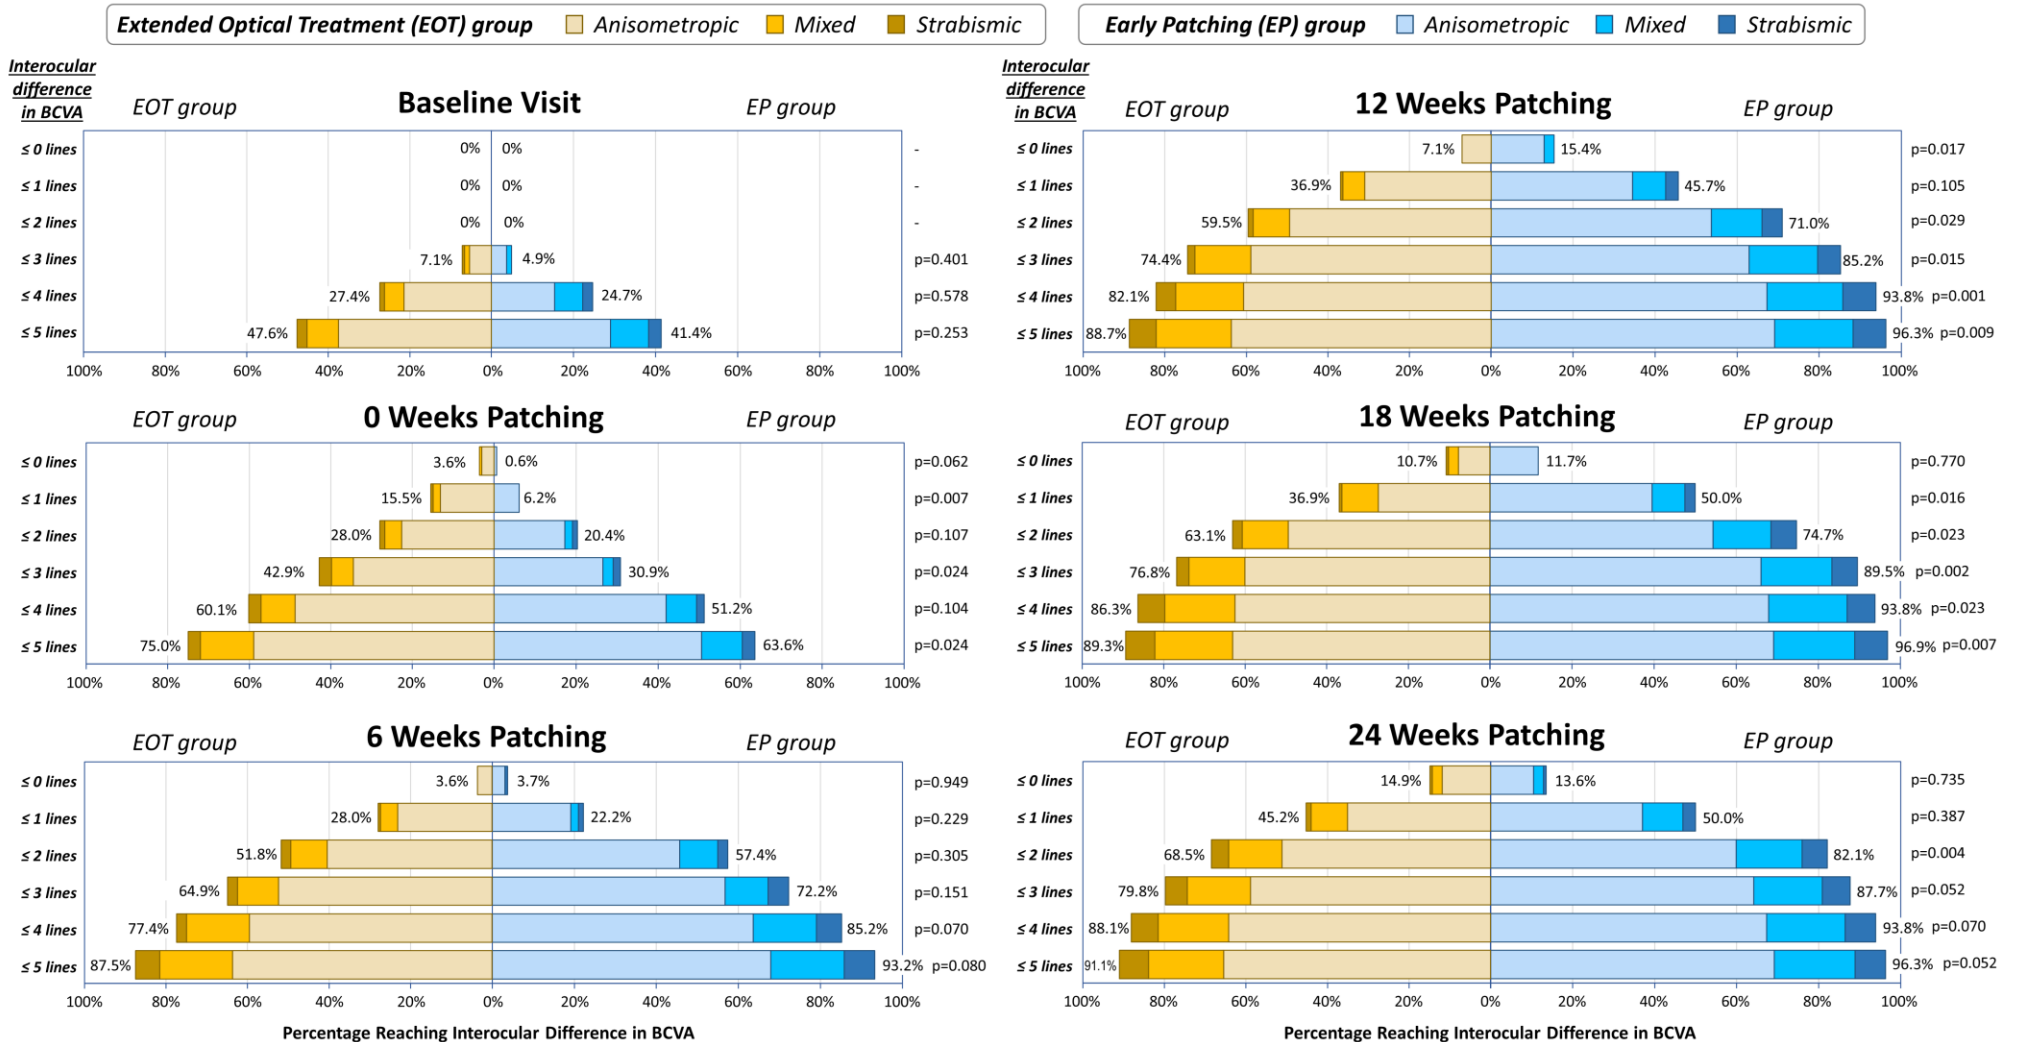 Extended Optical Treatment (EOT) group Anisometropic Mixed Strabismic
Early Patching (EP) group Anisometropic Mixed Strabismic
Interocular
difference
in BCVA
EOT group Baseline Visit EP group
≤ 0 lines 0% 0% -
≤ 1 lines 0% 0% -
≤ 2 lines 0% 0% -
≤ 3 lines 7.1% 4.9% p=0.401
≤ 4 lines 27.4% 24.7% p=0.578
≤ 5 lines 47.6% 41.4% p=0.253
100% 80% 60% 40% 20% 0% 20% 40% 60% 80% 100%
EOT group 0 Weeks Patching EP group
≤ 0 lines 3.6% 0.6% p=0.062
≤ 1 lines 15.5% 6.2% p=0.007
≤ 2 lines 28.0% 20.4% p=0.107
≤ 3 lines 42.9% 30.9% p=0.024
≤ 4 lines 60.1% 51.2% p=0.104
≤ 5 lines 75.0% 63.6% p=0.024
100% 80% 60% 40% 20% 0% 20% 40% 60% 80% 100%
EOT group 6 Weeks Patching EP group
≤ 0 lines 3.6% 3.7% p=0.949
≤ 1 lines 28.0% 22.2% p=0.229
≤ 2 lines 51.8% 57.4% p=0.305
≤ 3 lines 64.9% 72.2% p=0.151
≤ 4 lines 77.4% 85.2% p=0.070
≤ 5 lines 87.5% 93.2% p=0.080
100% 80% 60% 40% 20% 0% 20% 40% 60% 80% 100%
Percentage Reaching Interocular Difference in BCVA
Interocular
difference
in BCVA
EOT group 12 Weeks Patching EP group
≤ 0 lines 7.1% 15.4% p=0.017
≤ 1 lines 36.9% 45.7% p=0.105
≤ 2 lines 59.5% 71.0% p=0.029
≤ 3 lines 74.4% 85.2% p=0.015
≤ 4 lines 82.1% 93.8% p=0.001
≤ 5 lines 88.7% 96.3% p=0.009
100% 80% 60% 40% 20% 0% 20% 40% 60% 80% 100%
EOT group 18 Weeks Patching EP group
≤ 0 lines 10.7% 11.7% p=0.770
≤ 1 lines 36.9% 50.0% p=0.016
≤ 2 lines 63.1% 74.7% p=0.023
≤ 3 lines 76.8% 89.5% p=0.002
≤ 4 lines 86.3% 93.8% p=0.023
≤ 5 lines 89.3% 96.9% p=0.007
100% 80% 60% 40% 20% 0% 20% 40% 60% 80% 100%
EOT group 24 Weeks Patching EP group
≤ 0 lines 14.9% 13.6% p=0.735
≤ 1 lines 45.2% 50.0% p=0.387
≤ 2 lines 68.5% 82.1% p=0.004
≤ 3 lines 79.8% 87.7% p=0.052
≤ 4 lines 88.1% 93.8% p=0.070
≤ 5 lines 91.1% 96.3% p=0.052
100% 80% 60% 40% 20% 0% 20% 40% 60% 80% 100%
Percentage Reaching Interocular Difference in BCVA